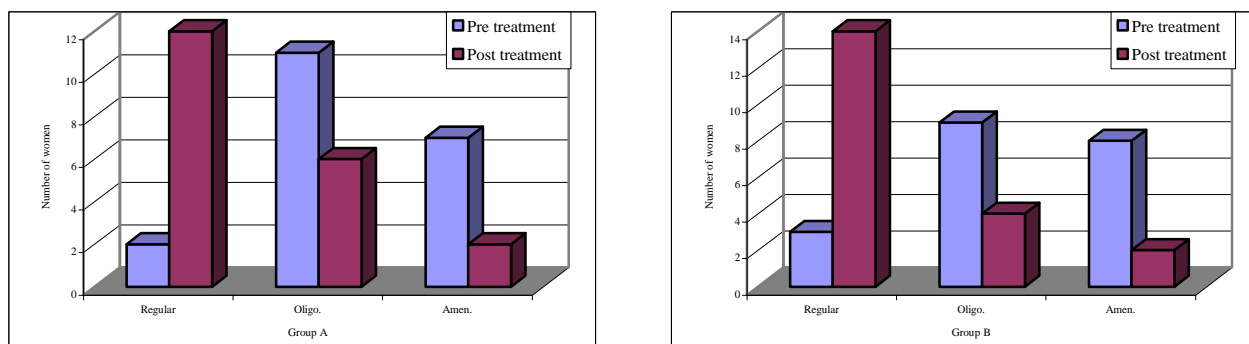 Pre treatment
Post treatment
12
10
8
6
4
2
0
Number of women
Regular
Oligo.
Amen.
Group A
Pre treatment
Post treatment
14
12
10
8
6
4
2
0
Number of women
Regular
Oligo.
Amen.
Group B